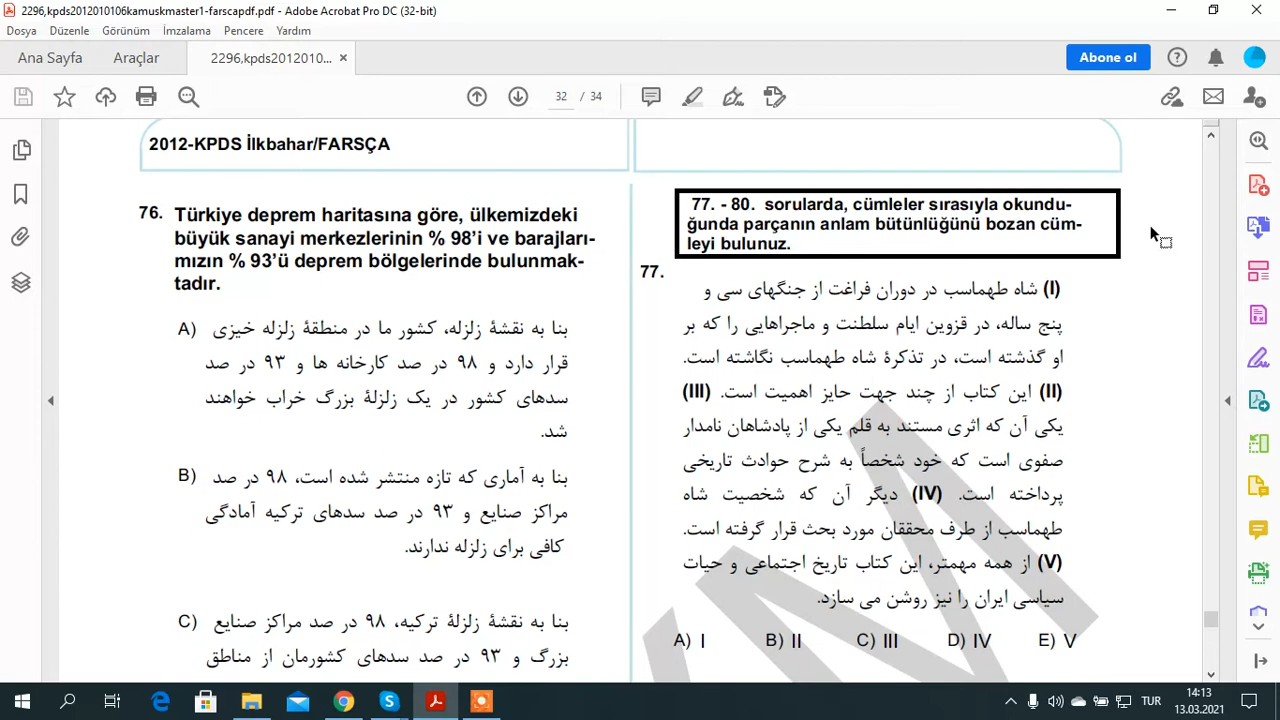 2296,kpds2012010106kamuskmaster1-farscapdf.pdf - Adobe Acrobat Pro DC (32-bit)
Dosya Düzenle Görünüm İmzalama Pencere Yardım
Ana Sayfa Araçlar 2296,kpds2012010... × Abone ol
32 / 34
2012-KPDS İlkbahar/FARSÇA
76. Türkiye deprem haritasına göre, ülkemizdeki
büyük sanayi merkezlerinin % 98'i ve barajları-
mızın % 93'ü deprem bölgelerinde bulunmak-
tadır.
A) بنا به نقشۀ زلزله، کشور ما در منطقۀ زلزله خیزی
قرار دارد و ۹۸ در صد کارخانه ها و ۹۳ در صد
سدهای کشور در یک زلزلۀ بزرگ خراب خواهند
شد.
B) بنا به آماری که تازه منتشر شده است، ۹۸ در صد
مراکز صنایع و ۹۳ در صد سدهای ترکیه آمادگی
کافی برای زلزله ندارند.
C) بنا به نقشۀ زلزلۀ ترکیه، ۹۸ در صد مراکز صنایع
بزرگ و ۹۳ در صد سدهای کشورمان از مناطق
77. - 80. sorularda, cümleler sırasıyla okundu-
ğunda parçanın anlam bütünlüğünü bozan cüm-
leyi bulunuz.
77.
(I) شاه طهماسب در دوران فراغت از جنگهای سی و
پنج ساله، در قزوین ایام سلطنت و ماجراهایی را که بر
او گذشته است، در تذکرۀ شاه طهماسب نگاشته است.
(II) این کتاب از چند جهت حایز اهمیت است. (III)
یکی آن که اثری مستند به قلم یکی از پادشاهان نامدار
صفوی است که خود شخصاً به شرح حوادث تاریخی
پرداخته است. (IV) دیگر آن که شخصیت شاه
طهماسب از طرف محققان مورد بحث قرار گرفته است.
(V) از همه مهمتر، این کتاب تاریخ اجتماعی و حیات
سیاسی ایران را نیز روشن می سازد.
A) I B) II C) III D) IV E) V
TUR
14:13
13.03.2021